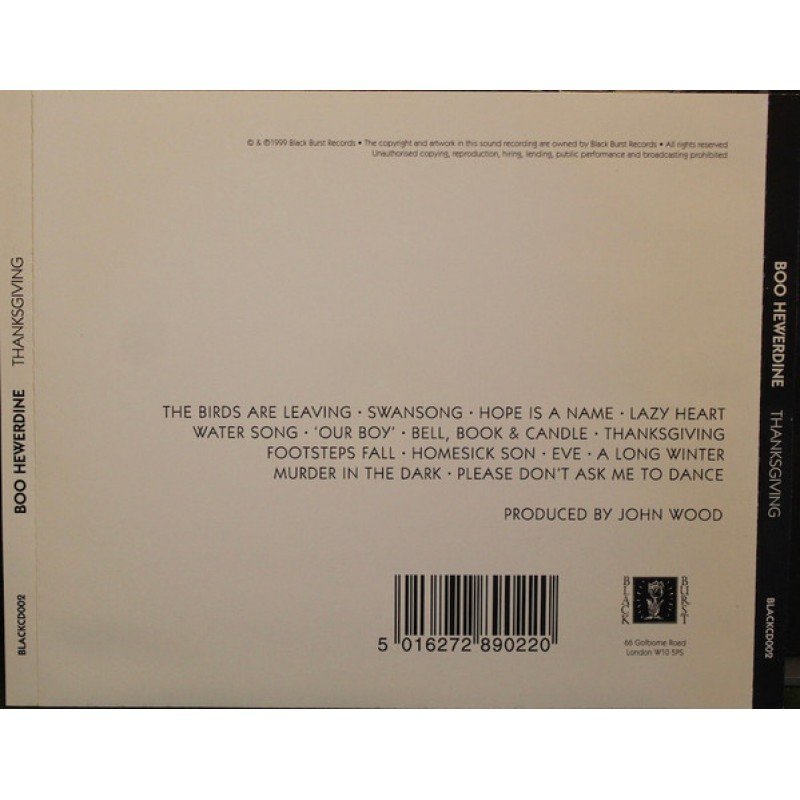 ℗ & ©1999 Black Burst Records • The copyright and artwork in this sound recording are owned by Black Burst Records • All rights reserved
Unauthorised copying, reproduction, hiring, lending, public performance and broadcasting prohibited
BOO HEWERDINE THANKSGIVING
BLACKCD002
THE BIRDS ARE LEAVING · SWANSONG · HOPE IS A NAME · LAZY HEART
WATER SONG · ‘OUR BOY’ · BELL, BOOK & CANDLE · THANKSGIVING
FOOTSTEPS FALL · HOMESICK SON · EVE · A LONG WINTER
MURDER IN THE DARK · PLEASE DON'T ASK ME TO DANCE
PRODUCED BY JOHN WOOD
5 016272 890220
BLACK BURST
66 Golborne Road
London W10 5PS
BOO HEWERDINE THANKSGIVING
BLACKCD002